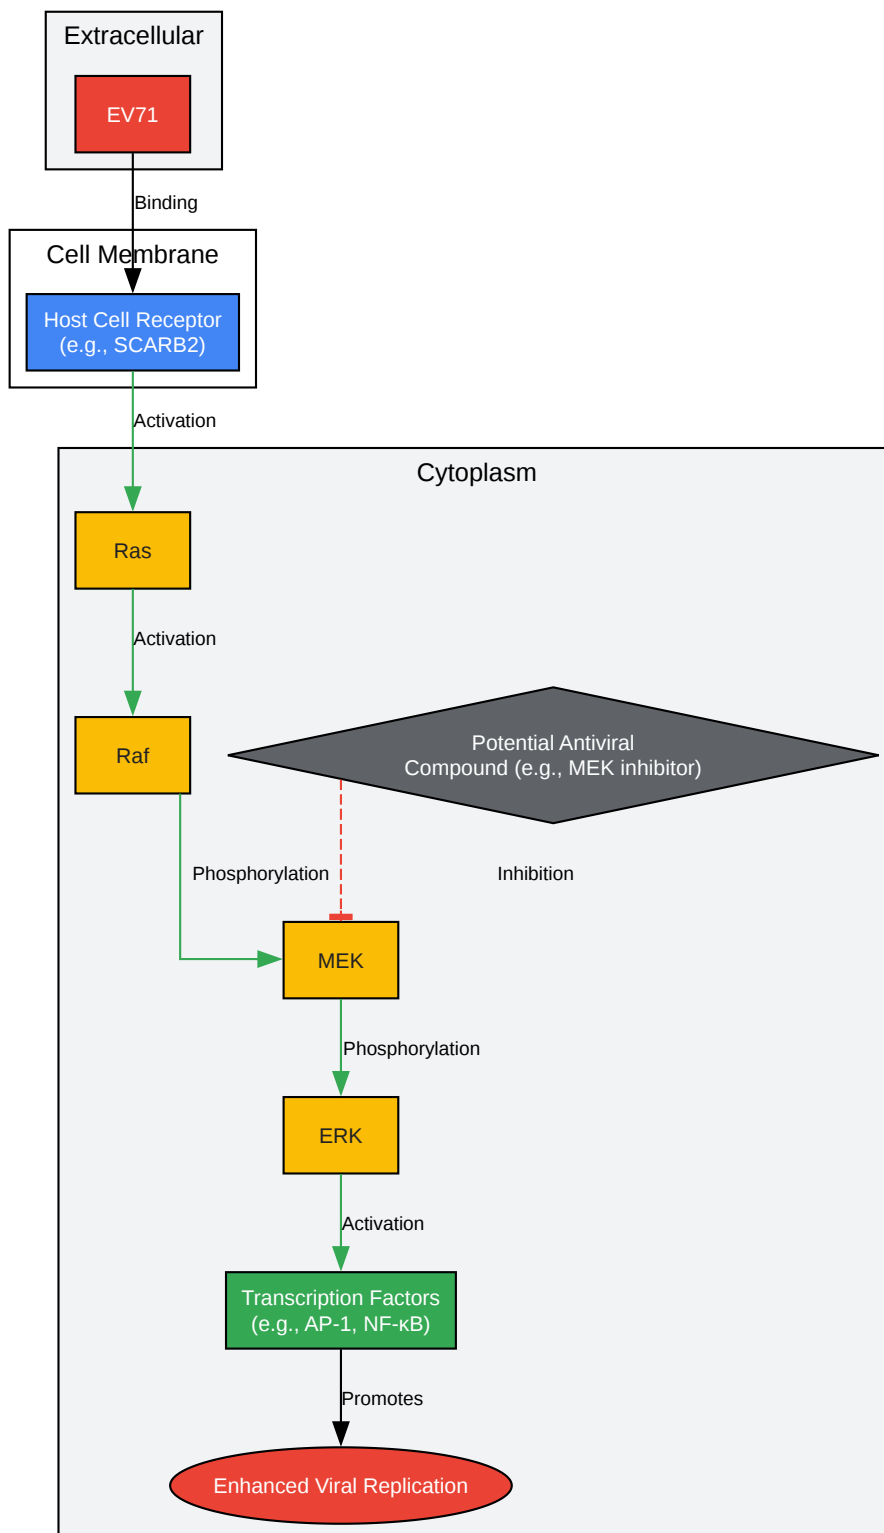 Extracellular
EV71
Binding
Cell Membrane
Host Cell Receptor
(e.g., SCARB2)
Activation
Cytoplasm
Ras
Activation
Raf
Potential Antiviral
Compound (e.g., MEK inhibitor)
Phosphorylation
Inhibition
MEK
Phosphorylation
ERK
Activation
Transcription Factors
(e.g., AP-1, NF-κB)
Promotes
Enhanced Viral Replication